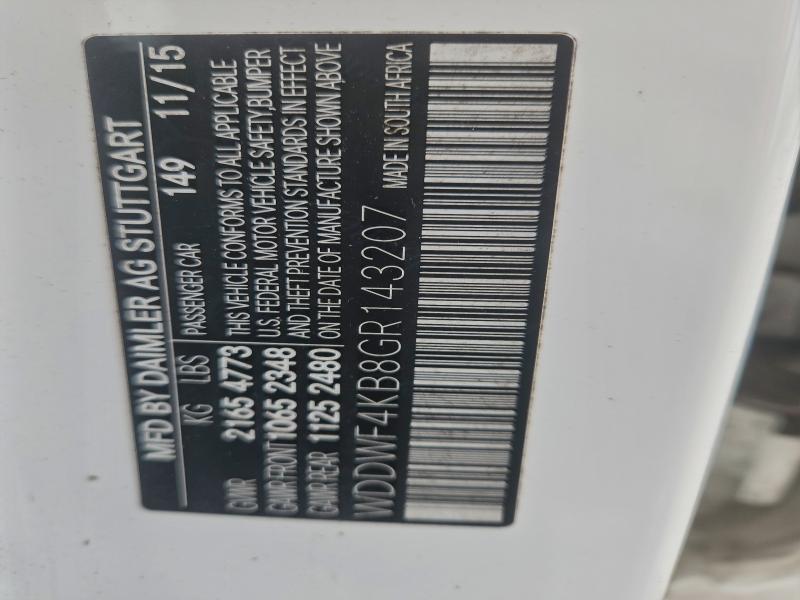 MFD BY DAIMLER AG STUTTGART
149 11/15
KG LBS PASSENGER CAR
GVWR 2165 4773 THIS VEHICLE CONFORMS TO ALL APPLICABLE
GAWR FRONT 1065 2348 U.S. FEDERAL MOTOR VEHICLE SAFETY,BUMPER
GAWR REAR 1125 2480 AND THEFT PREVENTION STANDARDS IN EFFECT
ON THE DATE OF MANUFACTURE SHOWN ABOVE
WDDWF4KB8GR143207 MADE IN SOUTH AFRICA